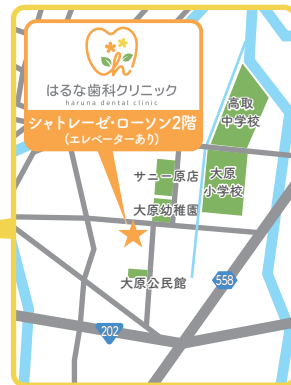 はるな歯科クリニック
haruna dental clinic
シャトレーゼ・ローソン2階
(エレベーターあり)
高取
中学校
サニー原店
大原
小学校
大原幼稚園
大原公民館
558
202